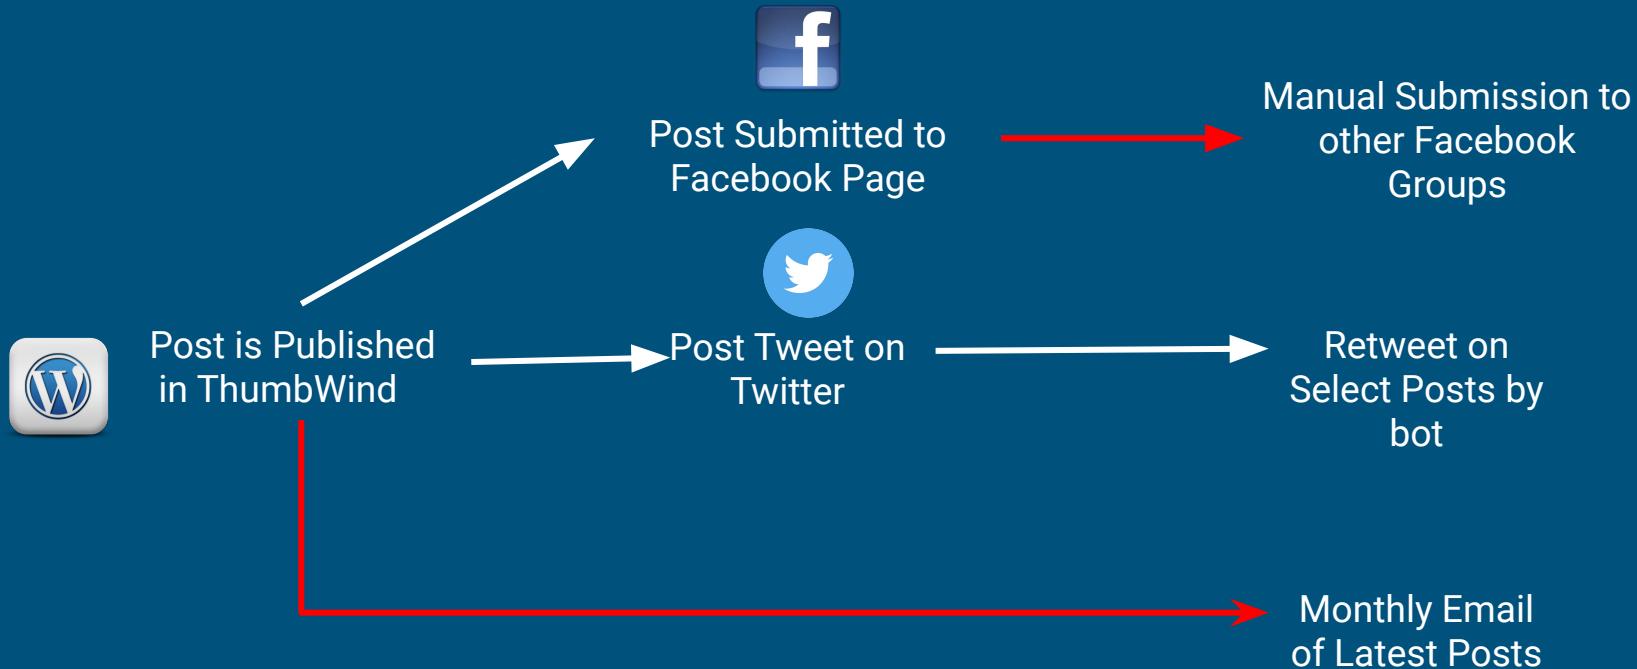 Post Submitted to
Facebook Page
Manual Submission to
other Facebook
Groups
Post is Published
in ThumbWind
Post Tweet on
Twitter
Retweet on
Select Posts by
bot
Monthly Email
of Latest Posts